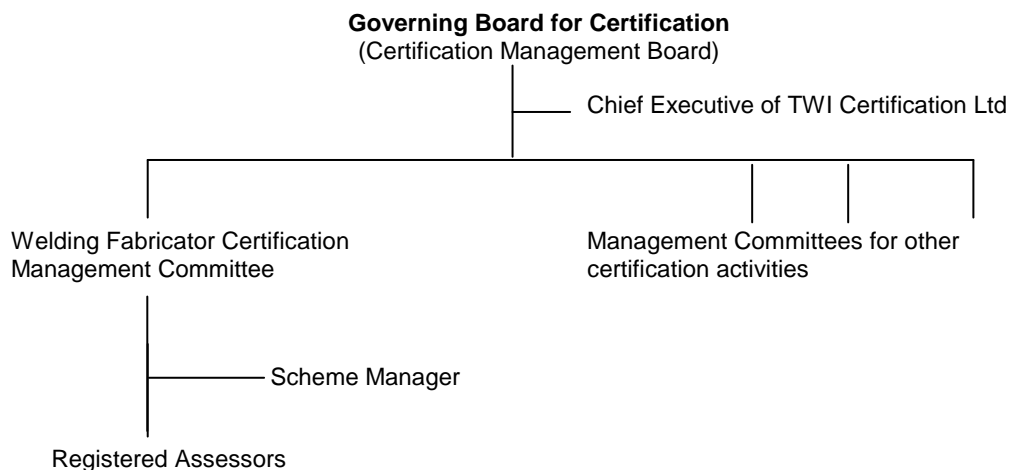 Governing Board for Certification
(Certification Management Board)
Chief Executive of TWI Certification Ltd
Welding Fabricator Certification
Management Committee
Management Committees for other
certification activities
Scheme Manager
Registered Assessors